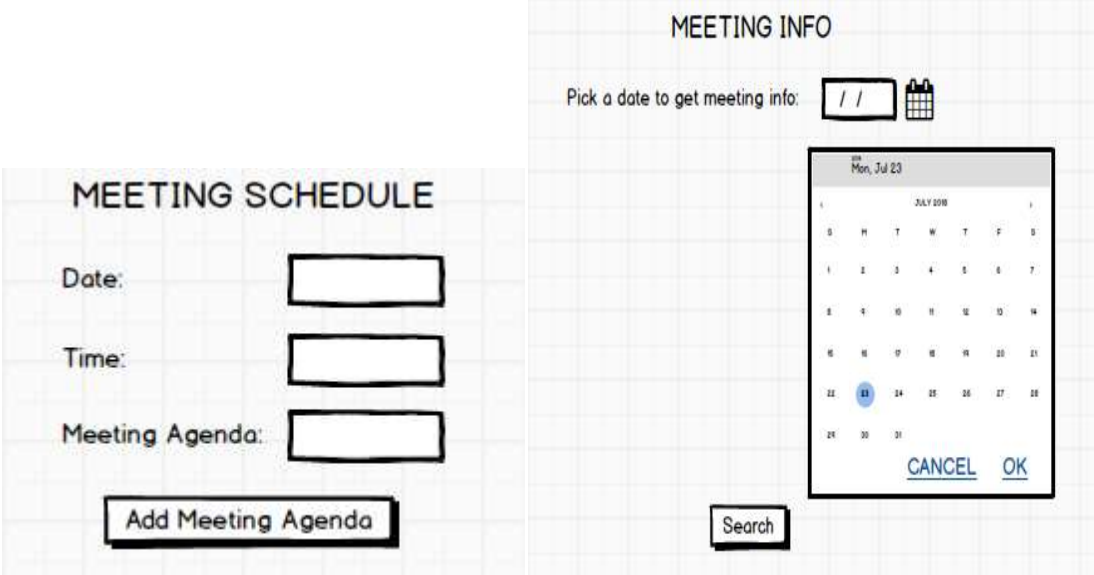 MEETING SCHEDULE
Date:
Time:
Meeting Agenda:
Add Meeting Agenda
MEETING INFO
Pick a date to get meeting info:
/ /
Mon, Jul 23
JULY 2018
S M T W T F S
1 2 3 4 5 6 7
8 9 10 11 12 13 14
15 16 17 18 19 20 21
22 23 24 25 26 27 28
29 30 31
CANCEL OK
Search